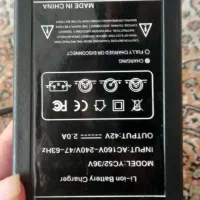 Li-ion Battery Charger
MODEL:YC52/36V
INPUT:AC160V-240V/47-63Hz
OUTPUT:42V 2.0A
CHARGING
FULLY CHARGED OR DISCONNECT
MADE IN CHINA